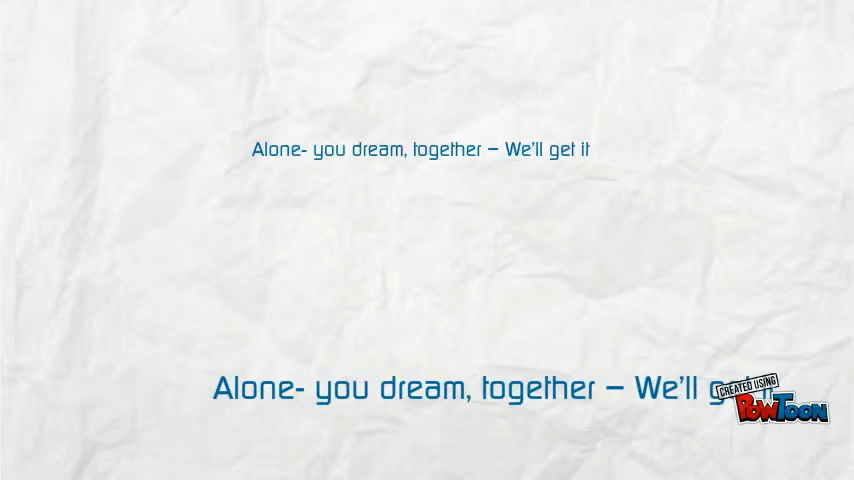 Alone- you dream, together – We'll get it
Alone- you dream, together – We'll
CREATED USING
POWTOON